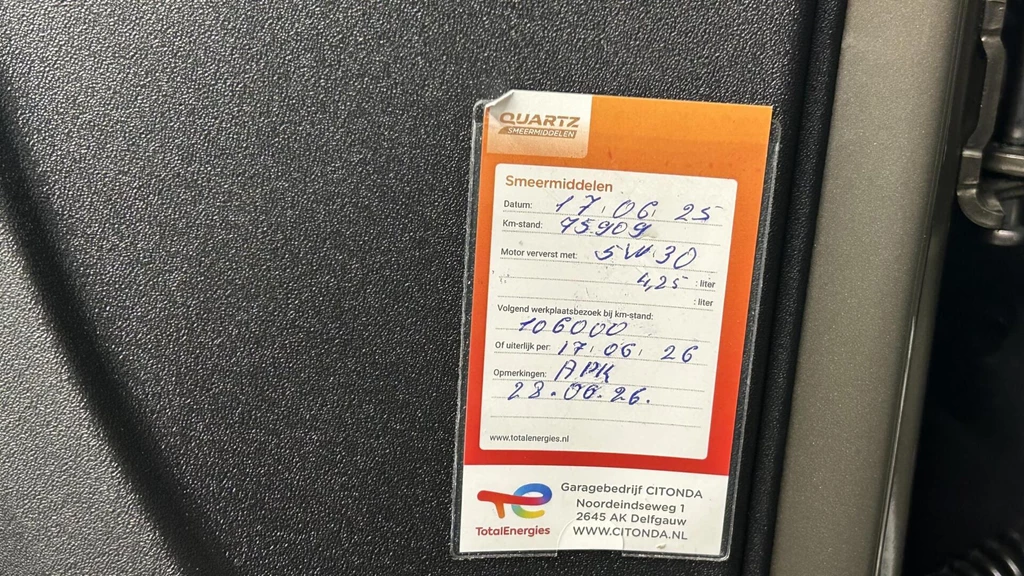 QUARTZ
SMEERMIDDELEN
Smeermiddelen
Datum: 17.06.25
Km-stand: 75909
Motor ververst met: 5W30
4,25 : liter
: liter
Volgend werkplaatsbezoek bij km-stand:
106000
Of uiterlijk per: 17.06.26
Opmerkingen: APK
28.06.26.
www.totalenergies.nl
TotalEnergies
Garagebedrijf CITONDA
Noordeindseweg 1
2645 AK Delfgauw
WWW.CITONDA.NL